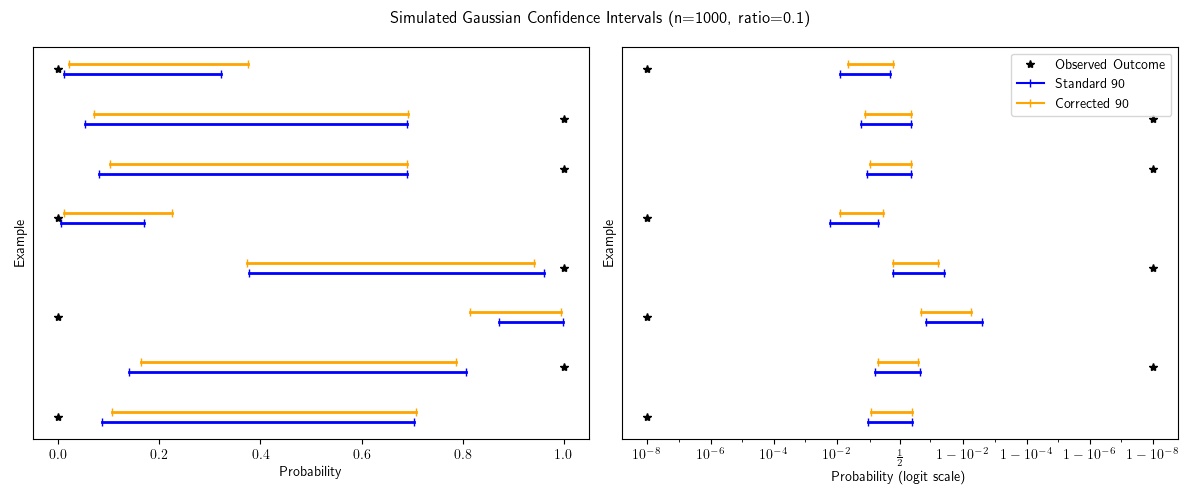 Simulated Gaussian Confidence Intervals (n=1000, ratio=0.1)
Example
0.0 0.2 0.4 0.6 0.8 1.0
Probability
Example
Observed Outcome
Standard 90
Corrected 90
10⁻⁸ 10⁻⁶ 10⁻⁴ 10⁻² ½ 1 − 10⁻² 1 − 10⁻⁴ 1 − 10⁻⁶ 1 − 10⁻⁸
Probability (logit scale)